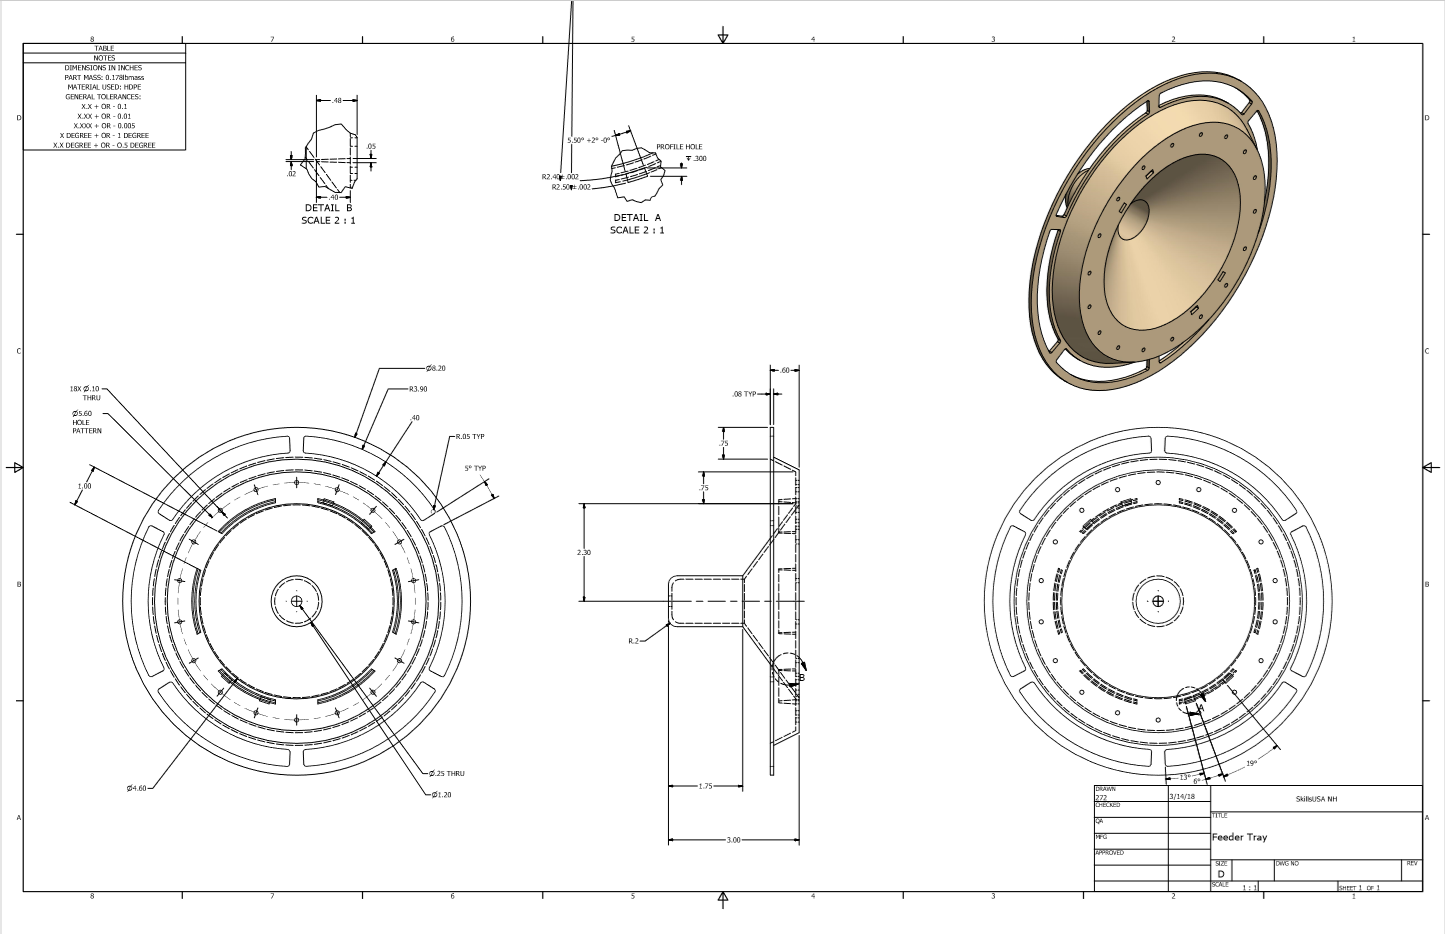 8 7 6 5 4 3 2 1
TABLE
NOTES
DIMENSIONS IN INCHES
PART MASS: 0.178lbmass
MATERIAL USED: HDPE
GENERAL TOLERANCES:
X.X + OR - 0.1
X.XX + OR - 0.01
X.XXX + OR - 0.005
X DEGREE + OR - 1 DEGREE
X.X DEGREE + OR - 0.5 DEGREE
D
D
.48
.05
.02
.40
DETAIL B
SCALE 2 : 1
5.50° +2° -0°
PROFILE HOLE
↧ .300
R2.40±.002
R2.50±.002
DETAIL A
SCALE 2 : 1
C
C
18X Ø.10
THRU
Ø5.60
HOLE
PATTERN
Ø8.20
R3.90
.40
R.05 TYP
5° TYP
1.00
Ø4.60
Ø.25 THRU
Ø1.20
.60
.08 TYP
.75
.75
2.30
R.2
B
1.75
3.00
B
B
A
13°
6°
19°
A
A
DRAWN
272
3/14/18
CHECKED
QA
MFG
APPROVED
SkillsUSA NH
TITLE
Feeder Tray
SIZE
D
DWG NO
REV
SCALE
1 : 1
SHEET 1 OF 1
8 7 6 5 4 3 2 1